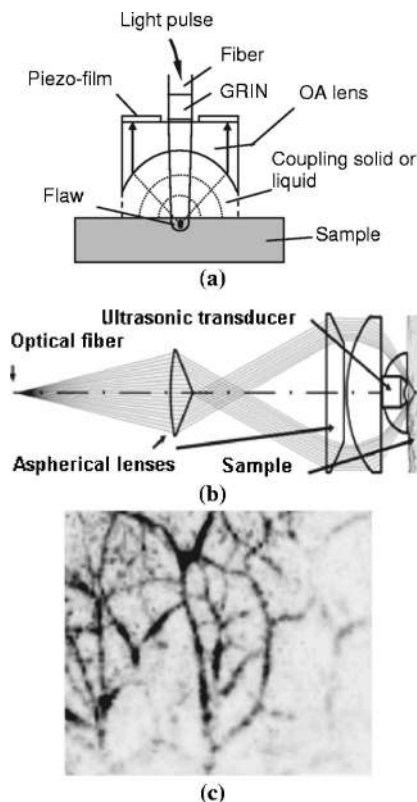 Light pulse
Fiber
Piezo-film
GRIN
OA lens
Coupling solid or
liquid
Flaw
Sample
(a)
Ultrasonic transducer
Optical fiber
Aspherical lenses
Sample
(b)
(c)